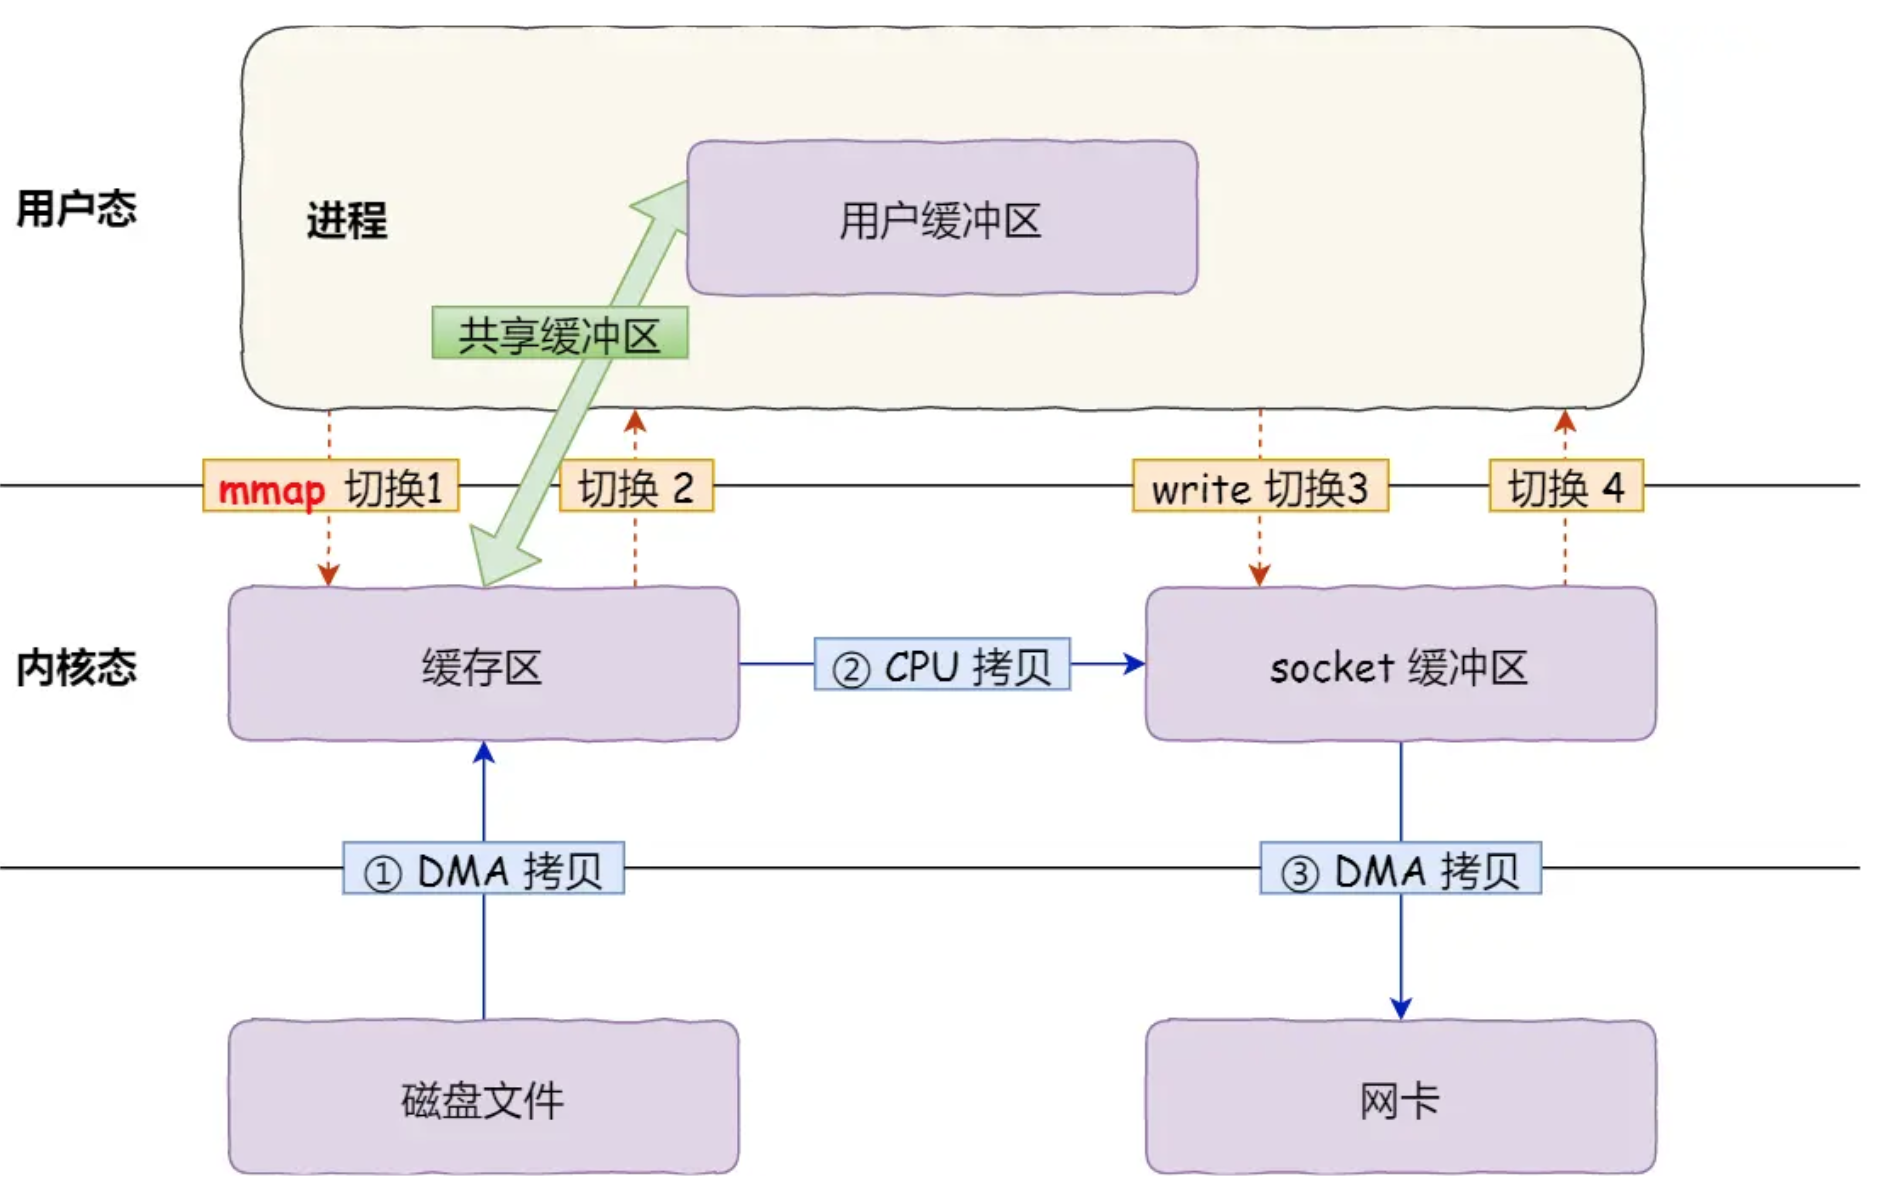 用户态
进程
用户缓冲区
共享缓冲区
mmap 切换1
切换 2
write 切换3
切换 4
内核态
缓存区
② CPU 拷贝
socket 缓冲区
① DMA 拷贝
③ DMA 拷贝
磁盘文件
网卡